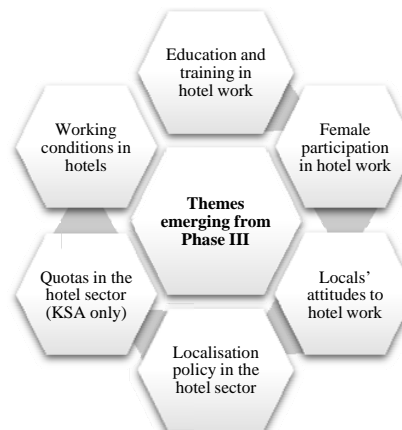 Education and
training in
hotel work
Working
conditions in
hotels
Female
participation
in hotel work
Themes
emerging from
Phase III
Quotas in the
hotel sector
(KSA only)
Locals’
attitudes to
hotel work
Localisation
policy in the
hotel sector